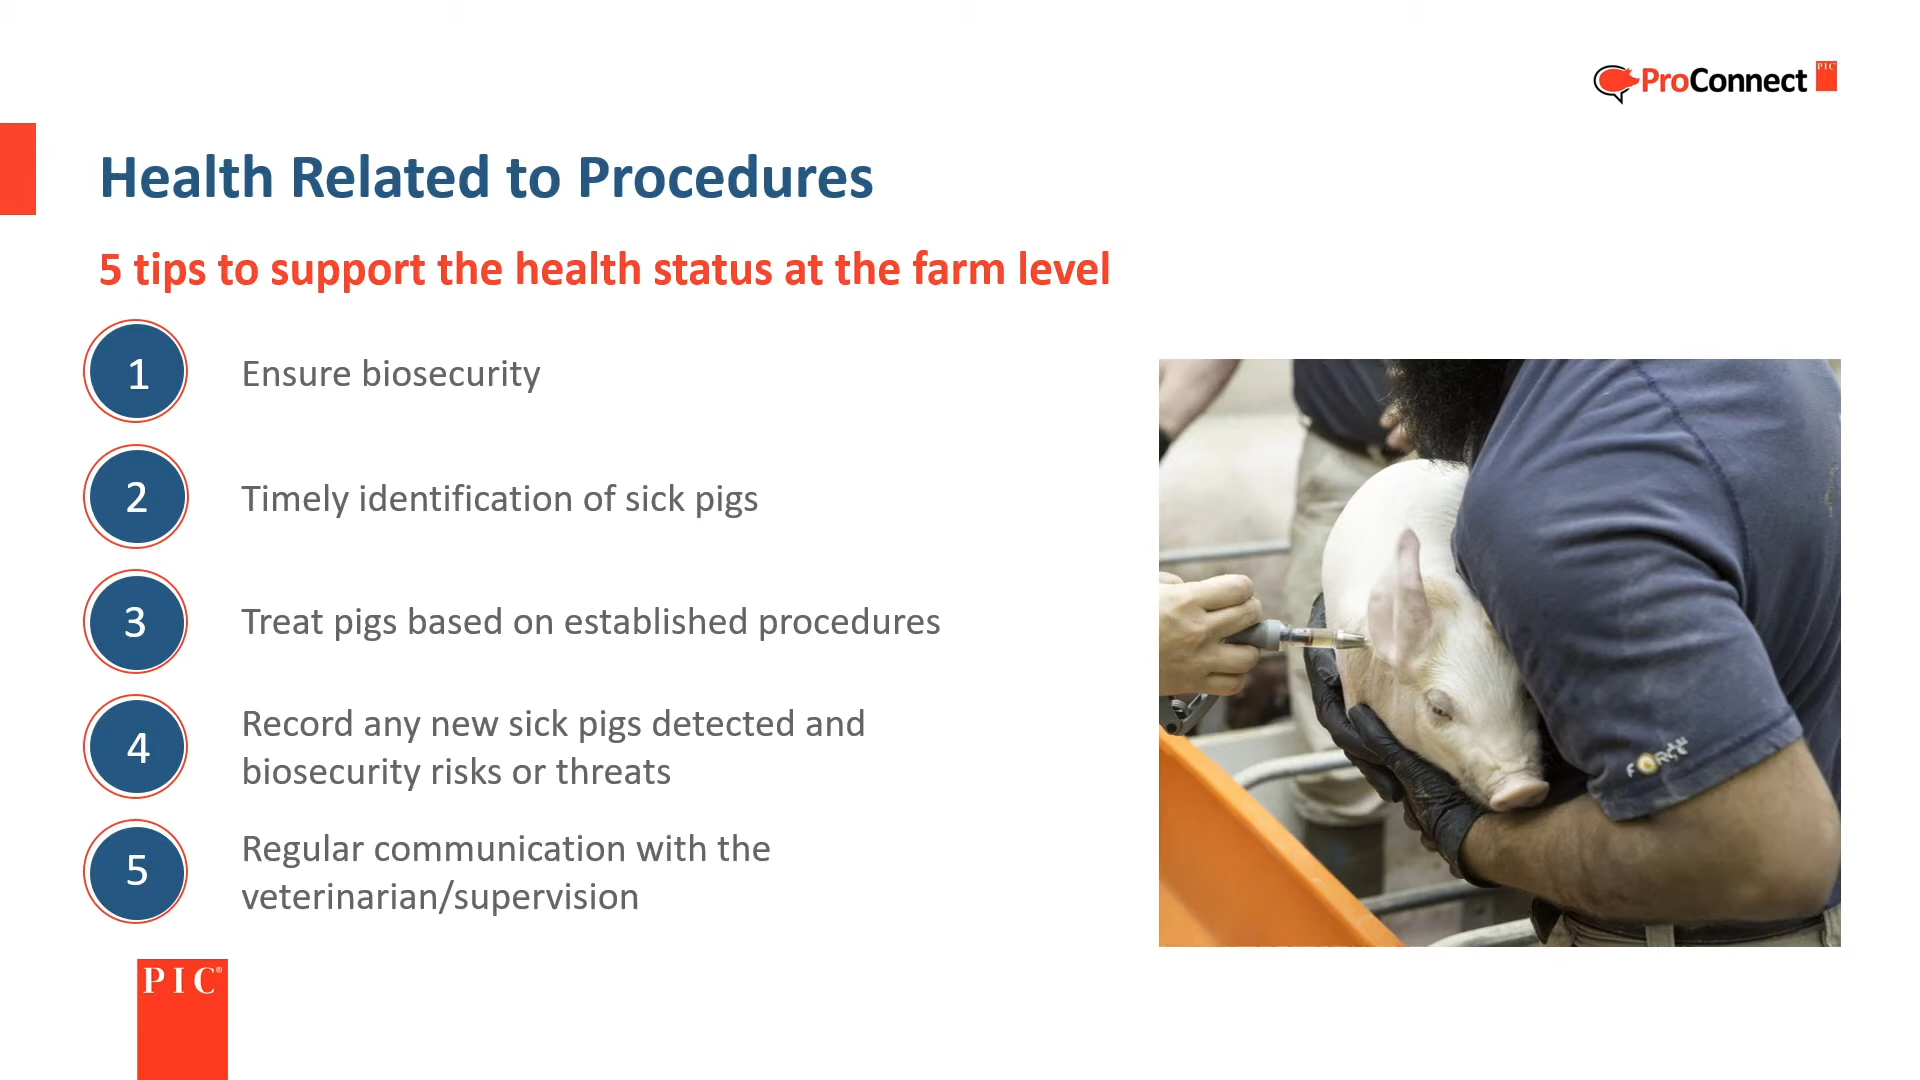 ProConnect PIC
Health Related to Procedures
5 tips to support the health status at the farm level
1 Ensure biosecurity
2 Timely identification of sick pigs
3 Treat pigs based on established procedures
4 Record any new sick pigs detected and
biosecurity risks or threats
5 Regular communication with the
veterinarian/supervision
FORCE
PIC®